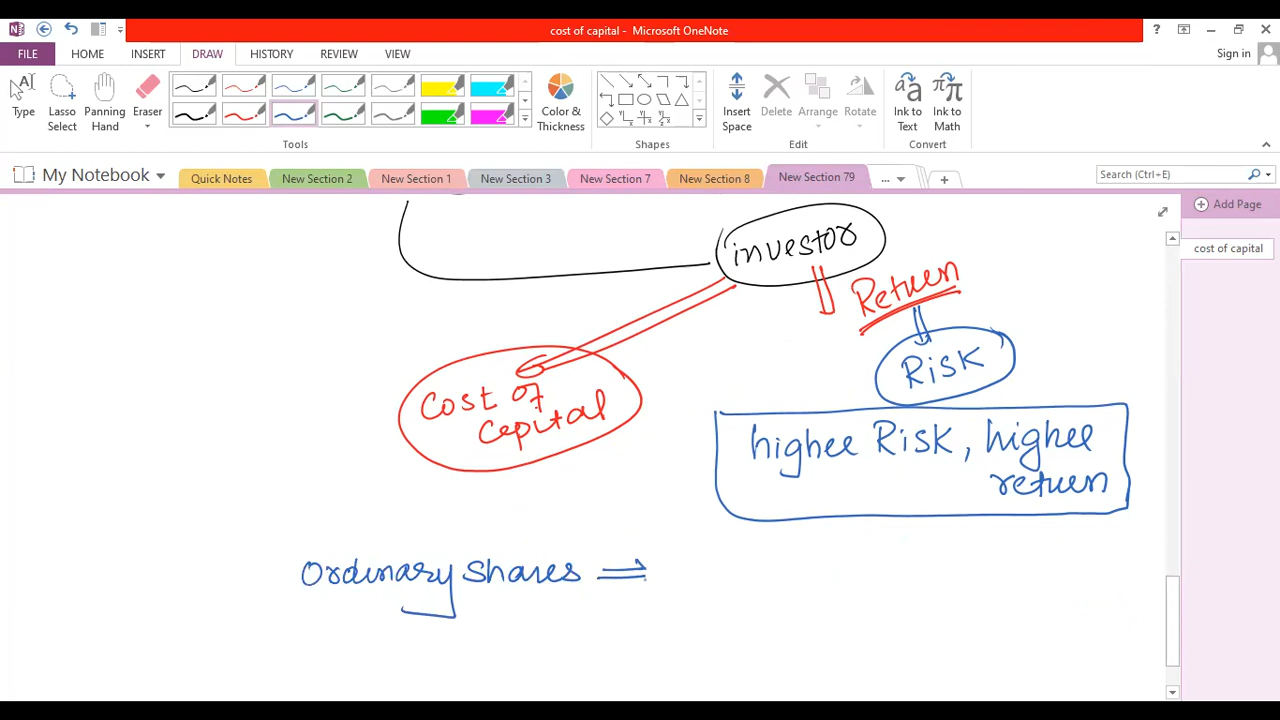 cost of capital - Microsoft OneNote
?
Sign in
FILE HOME INSERT DRAW HISTORY REVIEW VIEW
Type
Lasso Select
Panning Hand
Eraser
Color & Thickness
Insert Space
Delete
Arrange
Rotate
Ink to Text
Ink to Math
Tools
Shapes
Edit
Convert
My Notebook
Quick Notes
New Section 2
New Section 1
New Section 3
New Section 7
New Section 8
New Section 79
...
Search (Ctrl+E)
Add Page
cost of capital
investor
Return
Risk
Cost of
Capital
higher Risk, higher
return
Ordinary Shares ⇒